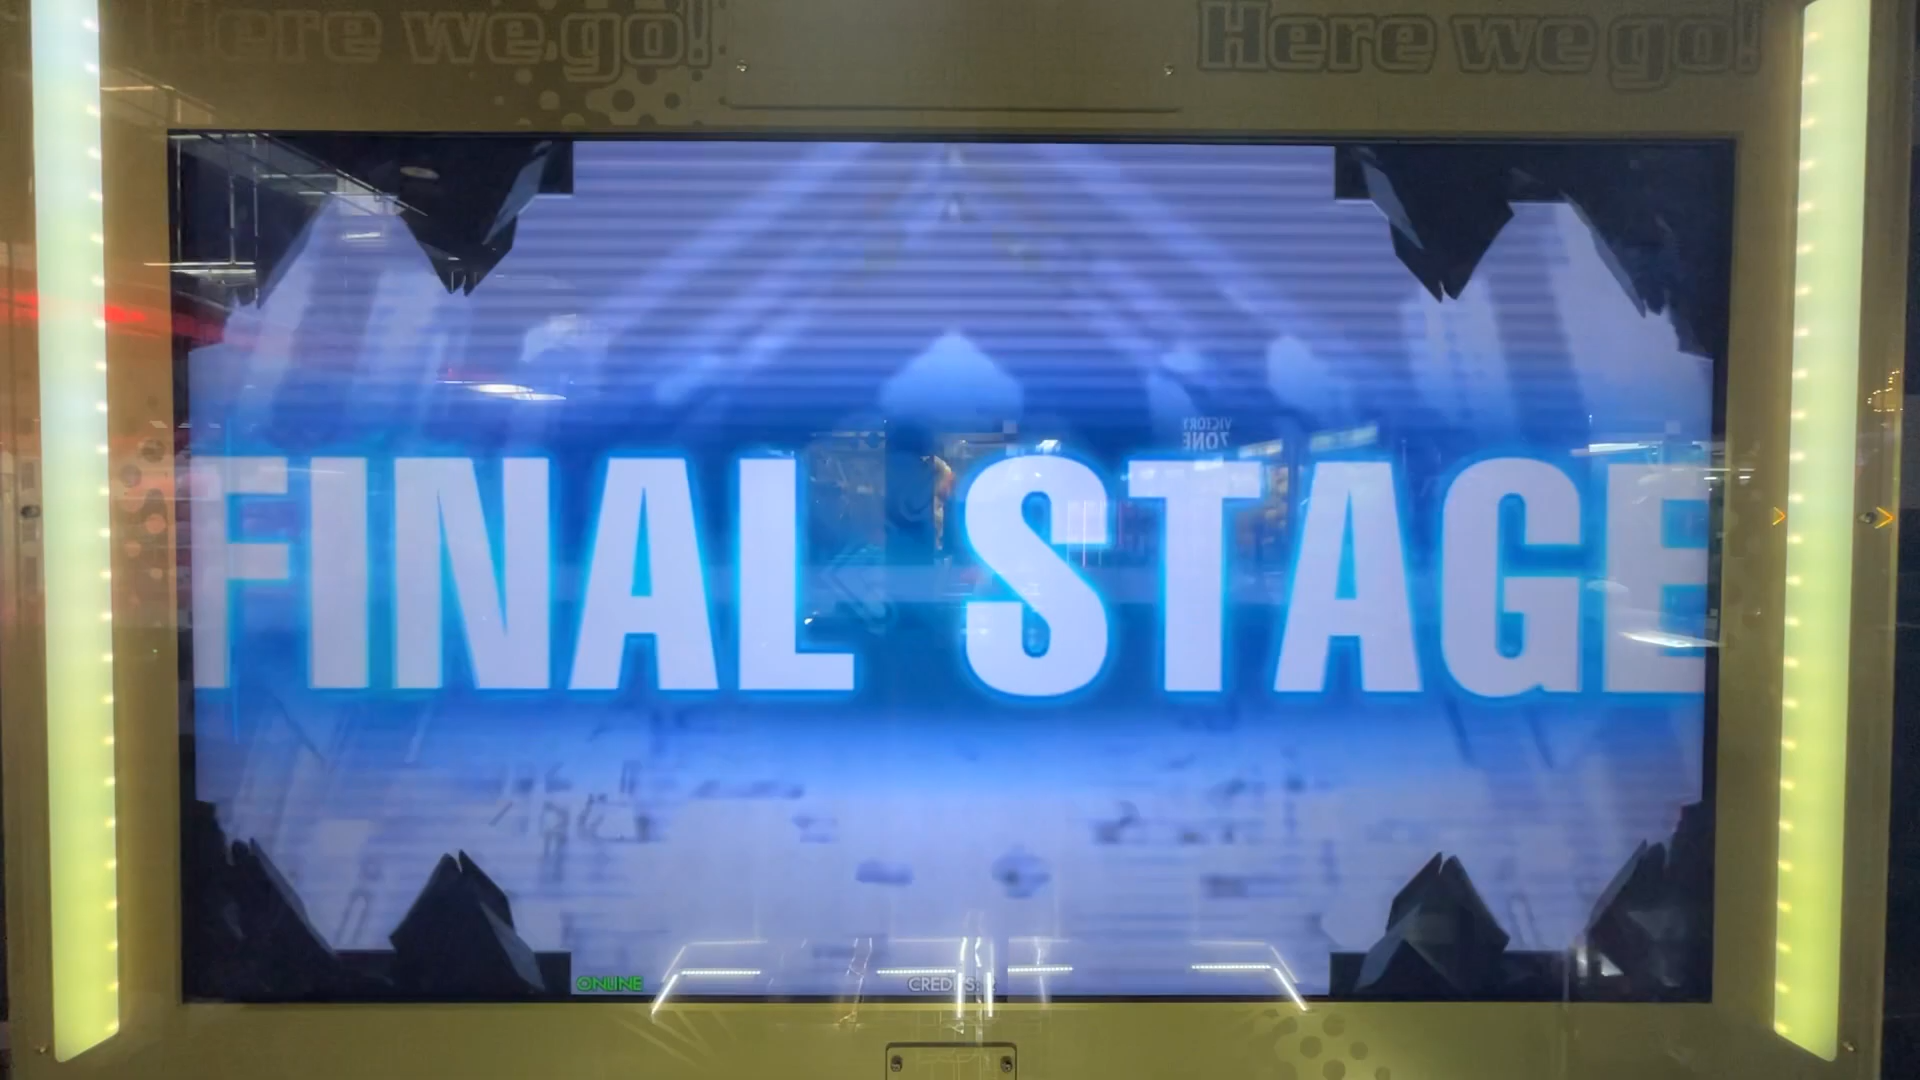 Here we go! Here we go!
VICTORY
ZONE
FINAL STAGE
ONLINE